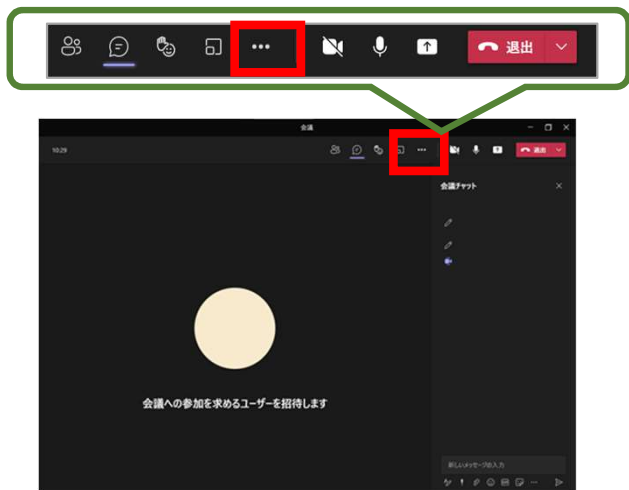 退出
会議
10:29
退出
会議チャット
会議への参加を求めるユーザーを招待します
新しいメッセージの入力